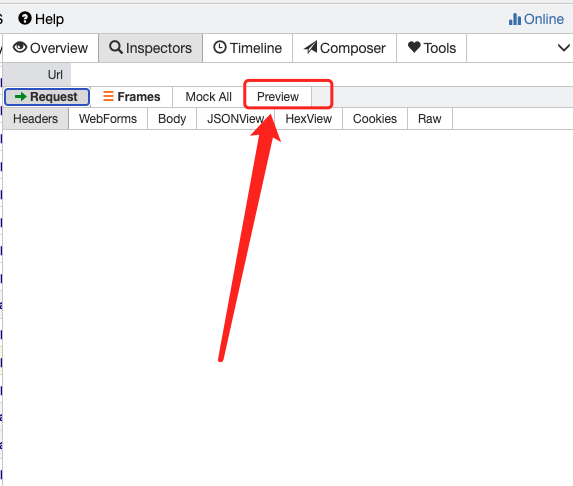 Help Online
Overview Inspectors Timeline Composer Tools
Url
Request Frames Mock All Preview
Headers WebForms Body JSONView HexView Cookies Raw